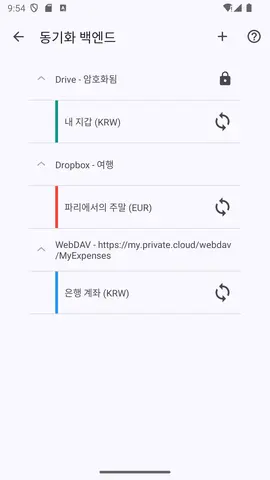 9:54
동기화 백엔드
Drive - 암호화됨
내 지갑 (KRW)
Dropbox - 여행
파리에서의 주말 (EUR)
WebDAV - https://my.private.cloud/webdav
/MyExpenses
은행 계좌 (KRW)